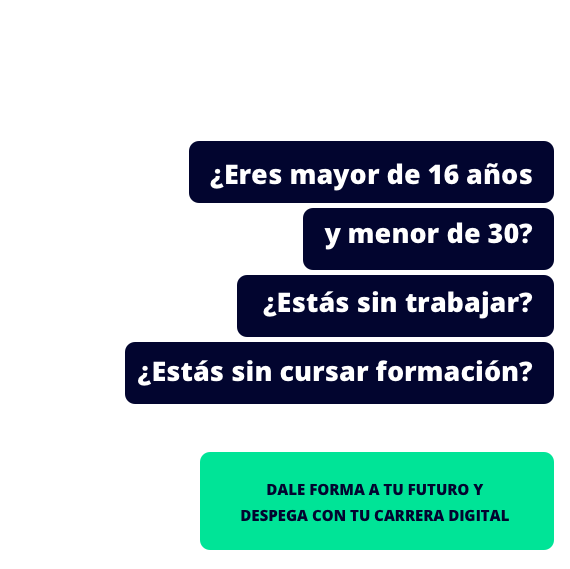 ¿Eres mayor de 16 años
y menor de 30?
¿Estás sin trabajar?
¿Estás sin cursar formación?
DALE FORMA A TU FUTURO Y
DESPEGA CON TU CARRERA DIGITAL